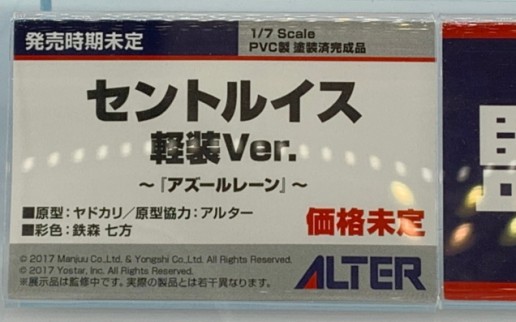 発売時期未定
1/7 Scale
PVC製 塗装済完成品
セントルイス
軽装Ver.
～『アズールレーン』～
■原型：ヤドカリ／原型協力：アルター
■彩色：鉄森 七方
価格未定
© 2017 Manjuu Co.,Ltd. & Yongshi Co.,Ltd. All Rights Reserved.
© 2017 Yostar, Inc. All Rights Reserved.
※展示品は監修中です。実際の製品とは若干異なります。
ALTER